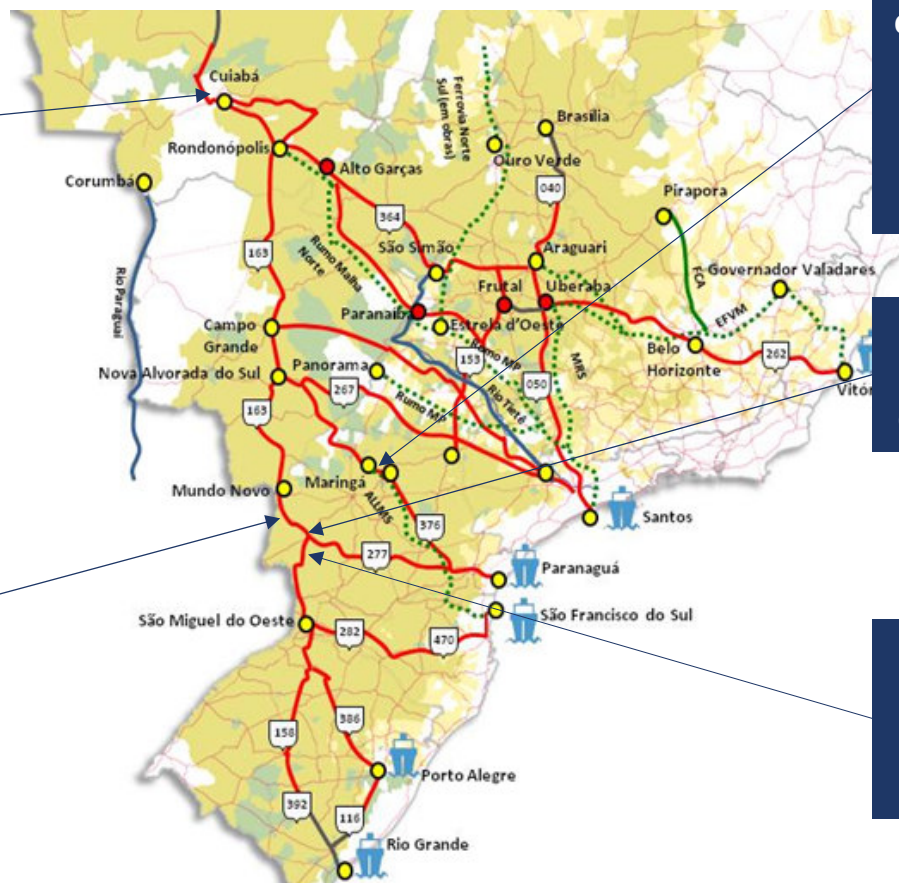 Cuiabá
Ferrovia Norte
Sul (em obras)
Brasília
Rondonópolis
Ouro Verde
Alto Garças
Corumbá
040
Pirapora
364
São Simão
Araguari
163
Rumo Malha
Norte
Governador Valadares
FCA
Frutal
Uberaba
Rio Paraguai
Paranaíba
EFVM
Campo
Grande
Estrela d'Oeste
Belo
Horizonte
262
Rumo MP
153
MRS
Panorama
Nova Alvorada do Sul
267
050
Vitór
163
Rumo MP
Rio Tietê
Maringá
Mundo Novo
ALLMS
376
Santos
277
Paranaguá
São Francisco do Sul
São Miguel do Oeste
282
470
386
158
Porto Alegre
392
116
Rio Grande